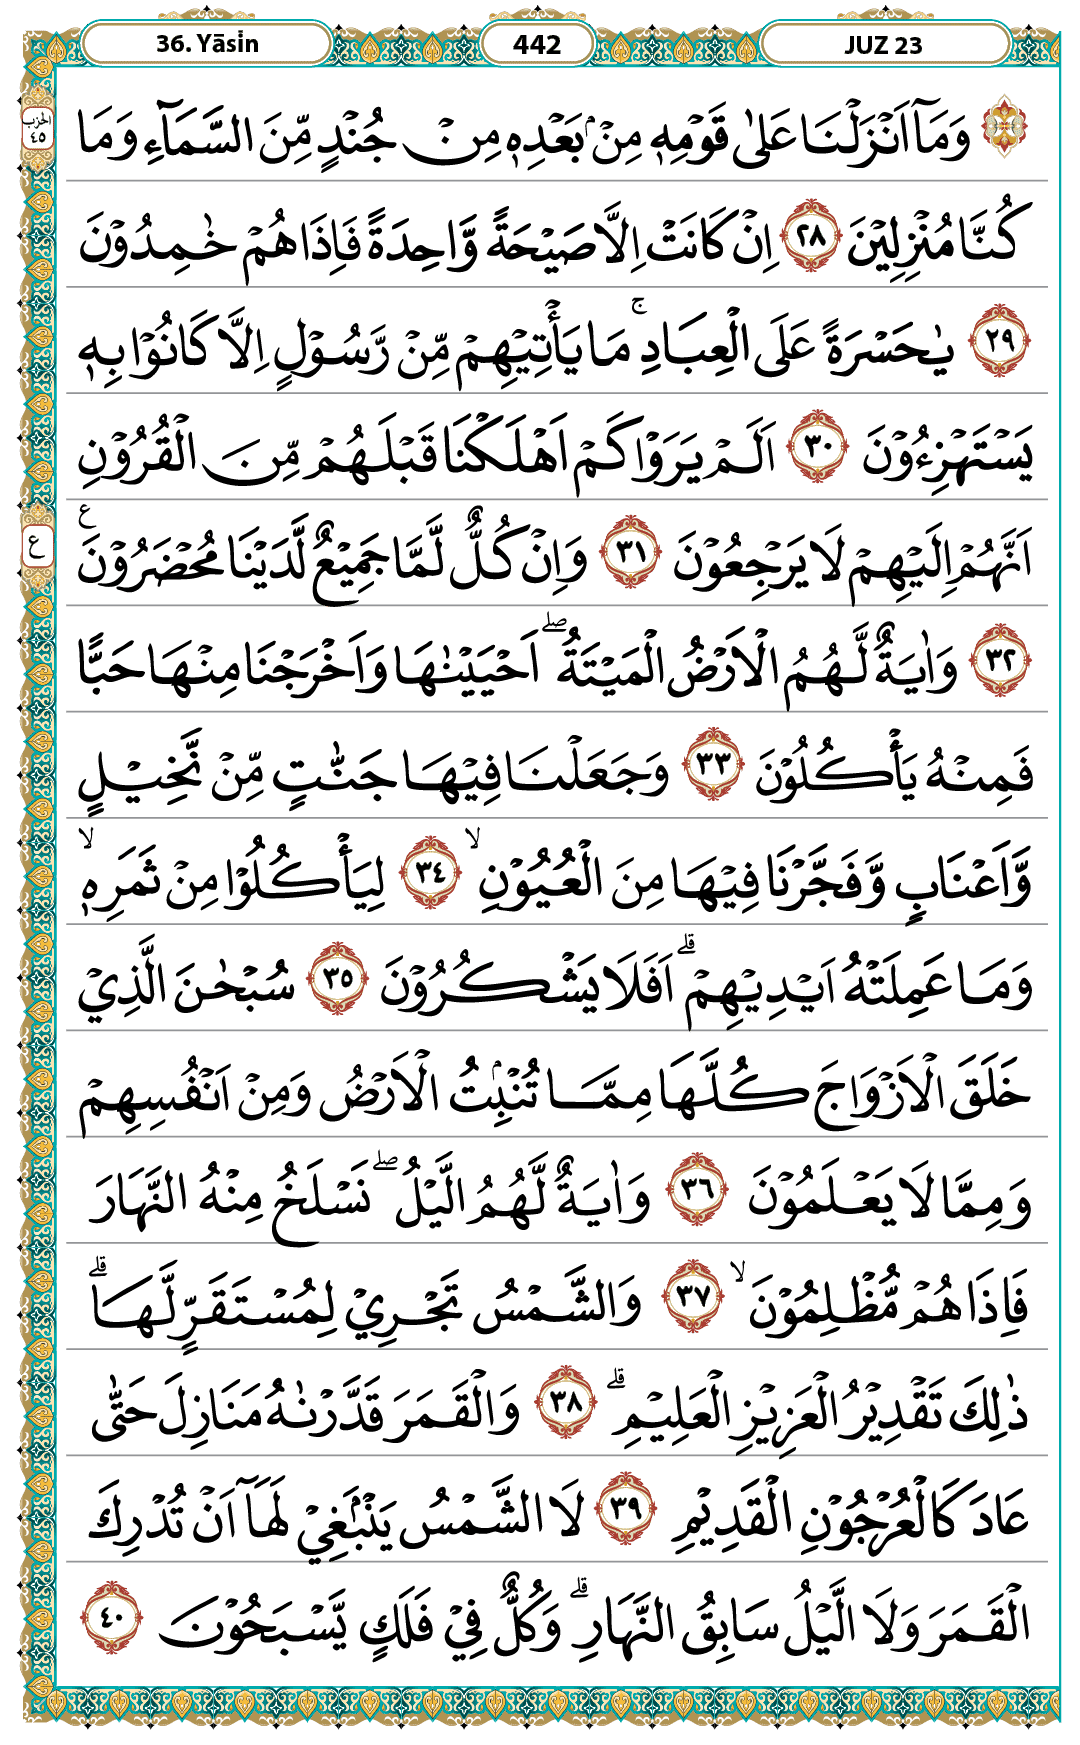 36. Yāsīn
442
JUZ 23
الحزب
٤٥
وَمَآ اَنْزَلْنَا عَلٰى قَوْمِهٖ مِنْۢ بَعْدِهٖ مِنْ جُنْدٍ مِّنَ السَّمَاۤءِ وَمَا
كُنَّا مُنْزِلِيْنَ ٢٨ اِنْ كَانَتْ اِلَّا صَيْحَةً وَّاحِدَةً فَاِذَا هُمْ خٰمِدُوْنَ
٢٩ يٰحَسْرَةً عَلَى الْعِبَادِۚ مَا يَأْتِيْهِمْ مِّنْ رَّسُوْلٍ اِلَّا كَانُوْا بِهٖ
يَسْتَهْزِءُوْنَ ٣٠ اَلَمْ يَرَوْا كَمْ اَهْلَكْنَا قَبْلَهُمْ مِّنَ الْقُرُوْنِ
اَنَّهُمْ اِلَيْهِمْ لَا يَرْجِعُوْنَ ٣١ وَاِنْ كُلٌّ لَّمَّا جَمِيْعٌ لَّدَيْنَا مُحْضَرُوْنَ ع
ع
٣٢ وَاٰيَةٌ لَّهُمُ الْاَرْضُ الْمَيْتَةُۖ اَحْيَيْنٰهَا وَاَخْرَجْنَا مِنْهَا حَبًّا
فَمِنْهُ يَأْكُلُوْنَ ٣٣ وَجَعَلْنَا فِيْهَا جَنّٰتٍ مِّنْ نَّخِيْلٍ
وَّاَعْنَابٍ وَّفَجَّرْنَا فِيْهَا مِنَ الْعُيُوْنِۙ ٣٤ لِيَأْكُلُوْا مِنْ ثَمَرِهٖۙ
وَمَا عَمِلَتْهُ اَيْدِيْهِمْۗ اَفَلَا يَشْكُرُوْنَ ٣٥ سُبْحٰنَ الَّذِيْ
خَلَقَ الْاَزْوَاجَ كُلَّهَا مِمَّا تُنْۢبِتُ الْاَرْضُ وَمِنْ اَنْفُسِهِمْ
وَمِمَّا لَا يَعْلَمُوْنَ ٣٦ وَاٰيَةٌ لَّهُمُ الَّيْلُۖ نَسْلَخُ مِنْهُ النَّهَارَ
فَاِذَا هُمْ مُّظْلِمُوْنَۙ ٣٧ وَالشَّمْسُ تَجْرِيْ لِمُسْتَقَرٍّ لَّهَاۗ
ذٰلِكَ تَقْدِيْرُ الْعَزِيْزِ الْعَلِيْمِۗ ٣٨ وَالْقَمَرَ قَدَّرْنٰهُ مَنَازِلَ حَتّٰى
عَادَ كَالْعُرْجُوْنِ الْقَدِيْمِ ٣٩ لَا الشَّمْسُ يَنْۢبَغِيْ لَهَآ اَنْ تُدْرِكَ
الْقَمَرَ وَلَا الَّيْلُ سَابِقُ النَّهَارِۗ وَكُلٌّ فِيْ فَلَكٍ يَّسْبَحُوْنَ ٤٠